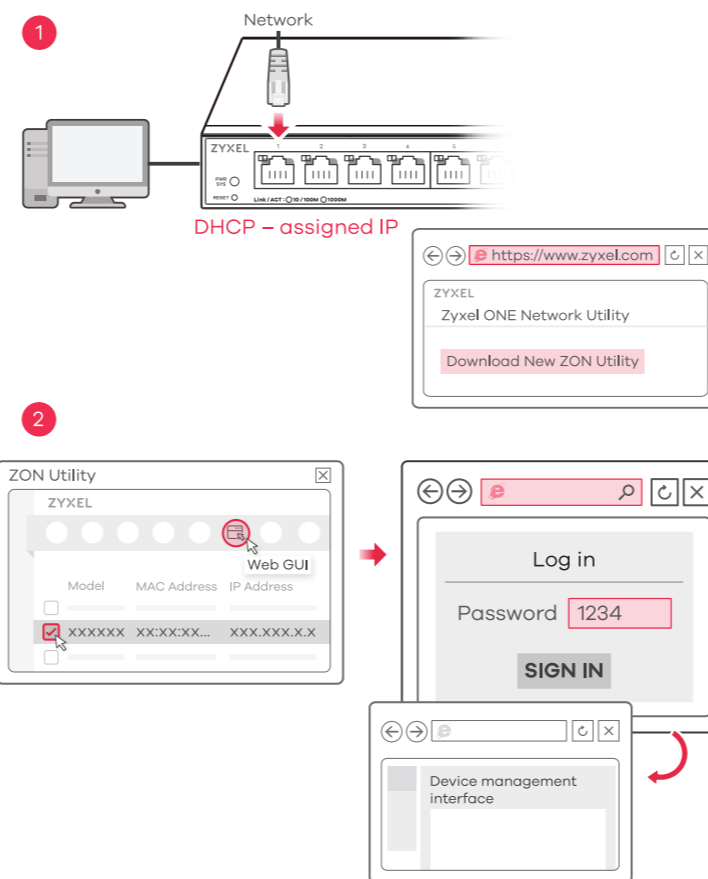 1
Network
ZYXEL
1 2 3 4 5
PWR
SYS
RESET
Link / ACT : 10 / 100M 1000M
DHCP – assigned IP
https://www.zyxel.com
ZYXEL
Zyxel ONE Network Utility
Download New ZON Utility
2
ZON Utility
ZYXEL
Web GUI
Model MAC Address IP Address
XXXXXX XX:XX:XX... XXX.XXX.X.X
Log in
Password 1234
SIGN IN
Device management
interface